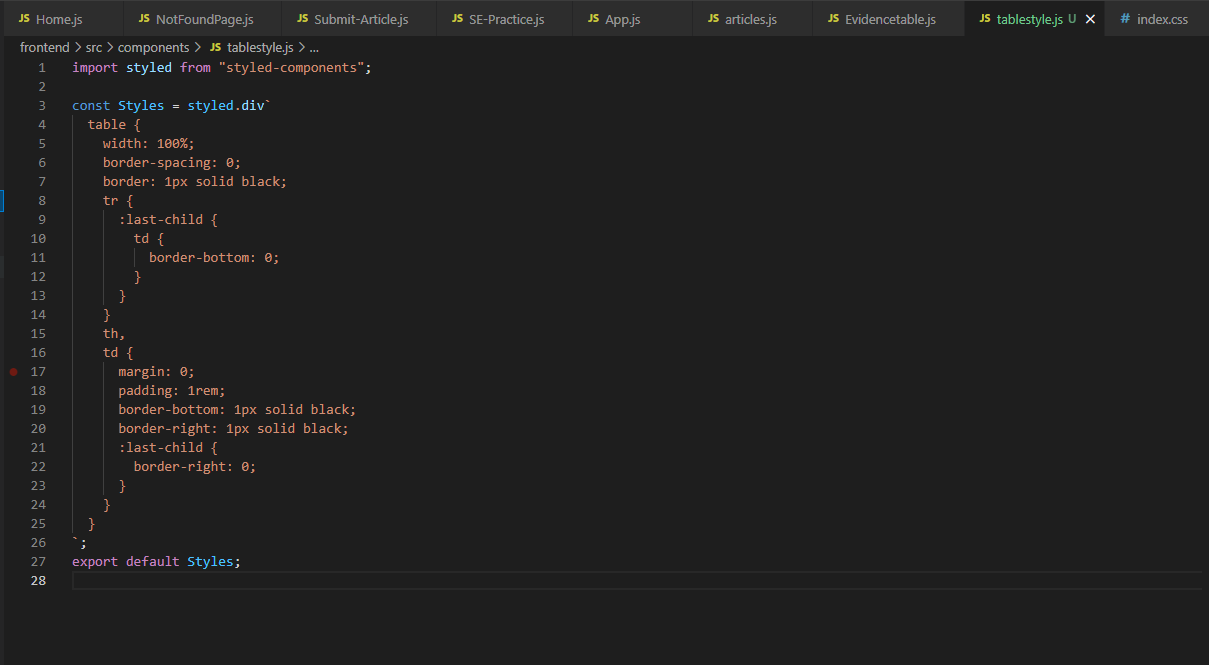 JS Home.js JS NotFoundPage.js JS Submit-Article.js JS SE-Practice.js JS App.js JS articles.js JS Evidencetable.js JS tablestyle.js U × # index.css
frontend > src > components > JS tablestyle.js > ...
1 import styled from "styled-components";
2
3 const Styles = styled.div`
4   table {
5     width: 100%;
6     border-spacing: 0;
7     border: 1px solid black;
8     tr {
9       :last-child {
10         td {
11           border-bottom: 0;
12         }
13       }
14     }
15     th,
16     td {
17       margin: 0;
18       padding: 1rem;
19       border-bottom: 1px solid black;
20       border-right: 1px solid black;
21       :last-child {
22         border-right: 0;
23       }
24     }
25   }
26 `;
27 export default Styles;
28